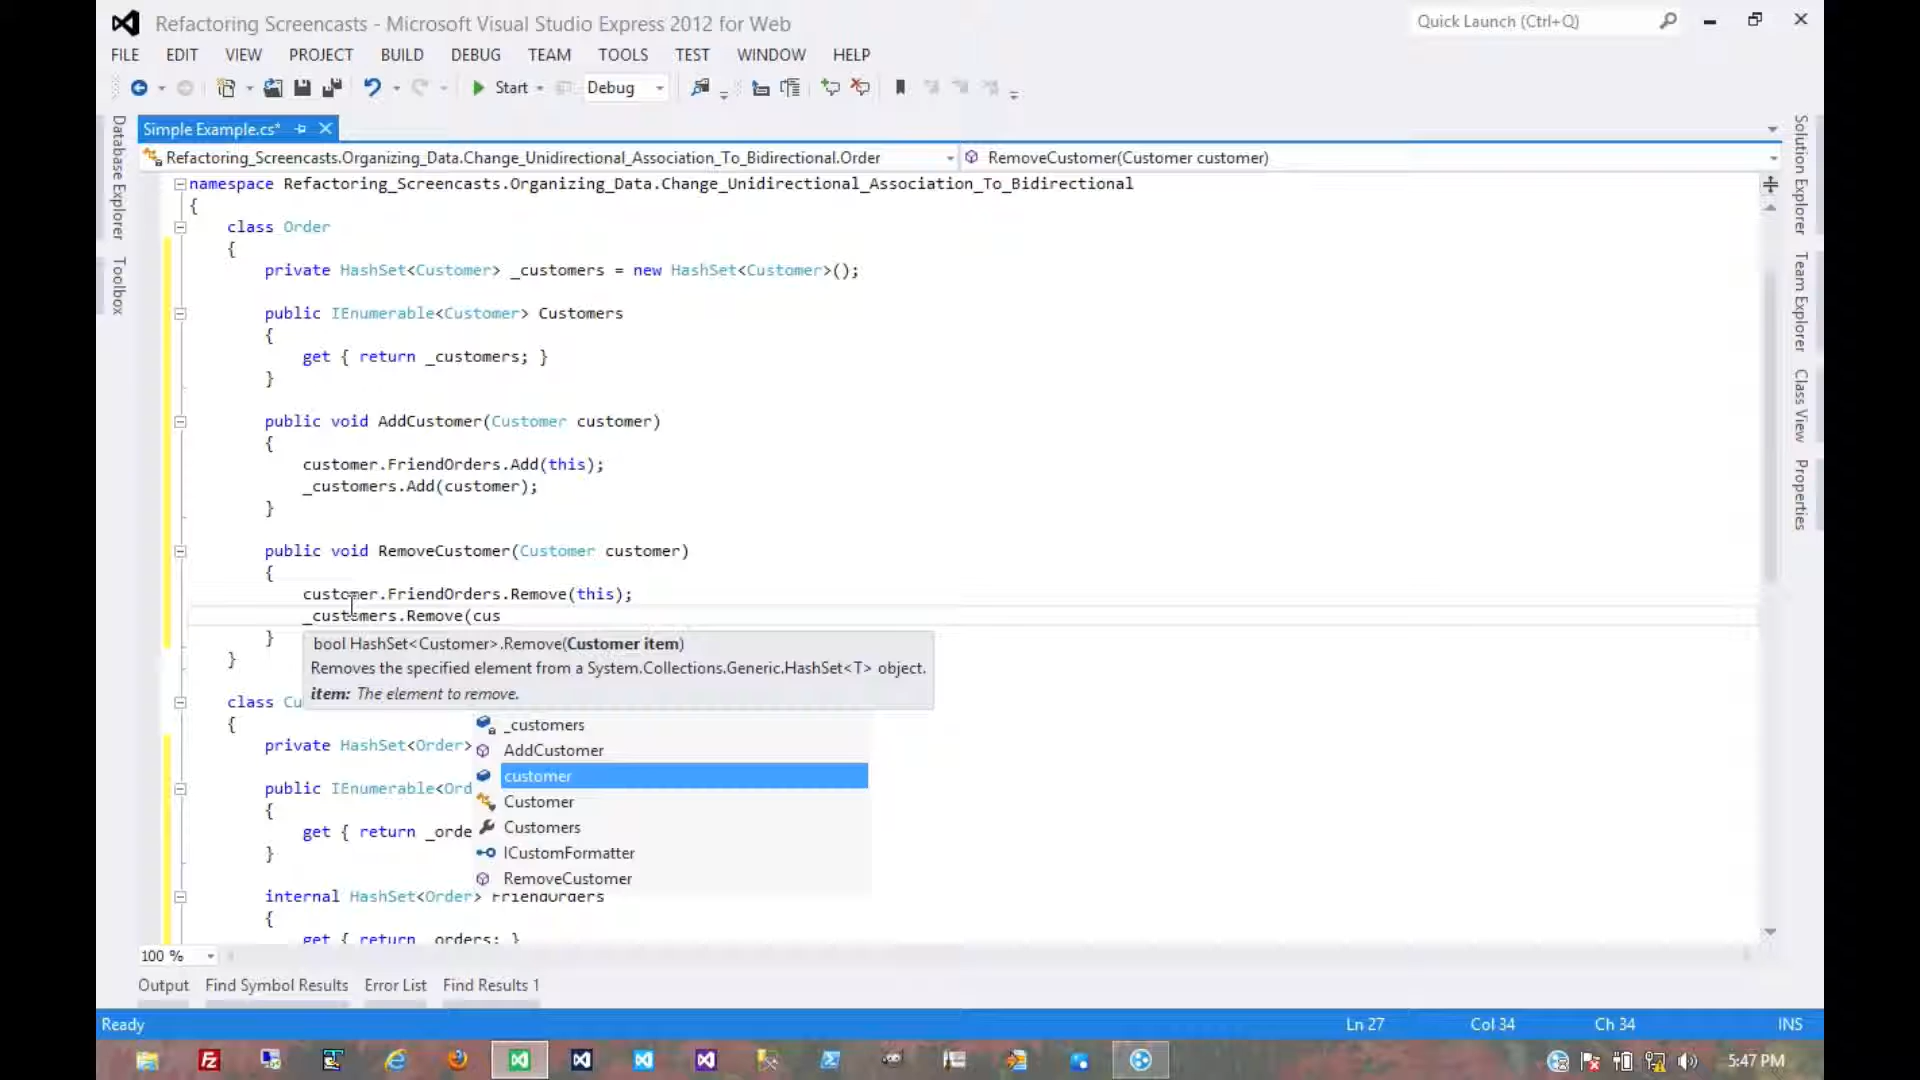 Refactoring Screencasts - Microsoft Visual Studio Express 2012 for Web
Quick Launch (Ctrl+Q)
FILE EDIT VIEW PROJECT BUILD DEBUG TEAM TOOLS TEST WINDOW HELP
Start Debug
Simple Example.cs*
Refactoring_Screencasts.Organizing_Data.Change_Unidirectional_Association_To_Bidirectional.Order
RemoveCustomer(Customer customer)
Database Explorer
Toolbox
namespace Refactoring_Screencasts.Organizing_Data.Change_Unidirectional_Association_To_Bidirectional
{
class Order
{
private HashSet<Customer> _customers = new HashSet<Customer>();
public IEnumerable<Customer> Customers
{
get { return _customers; }
}
public void AddCustomer(Customer customer)
{
customer.FriendOrders.Add(this);
_customers.Add(customer);
}
public void RemoveCustomer(Customer customer)
{
customer.FriendOrders.Remove(this);
_customers.Remove(cus
}
bool HashSet<Customer>.Remove(Customer item)
Removes the specified element from a System.Collections.Generic.HashSet<T> object.
item: The element to remove.
}
class Cu
{
private HashSet<Order>
public IEnumerable<Ord
{
get { return _orde
}
_customers
AddCustomer
customer
Customer
Customers
ICustomFormatter
RemoveCustomer
internal HashSet<Order> FriendOrders
{
get { return _orders; }
Solution Explorer
Team Explorer
Class View
Properties
100 %
Output Find Symbol Results Error List Find Results 1
Ready Ln 27 Col 34 Ch 34 INS
5:47 PM